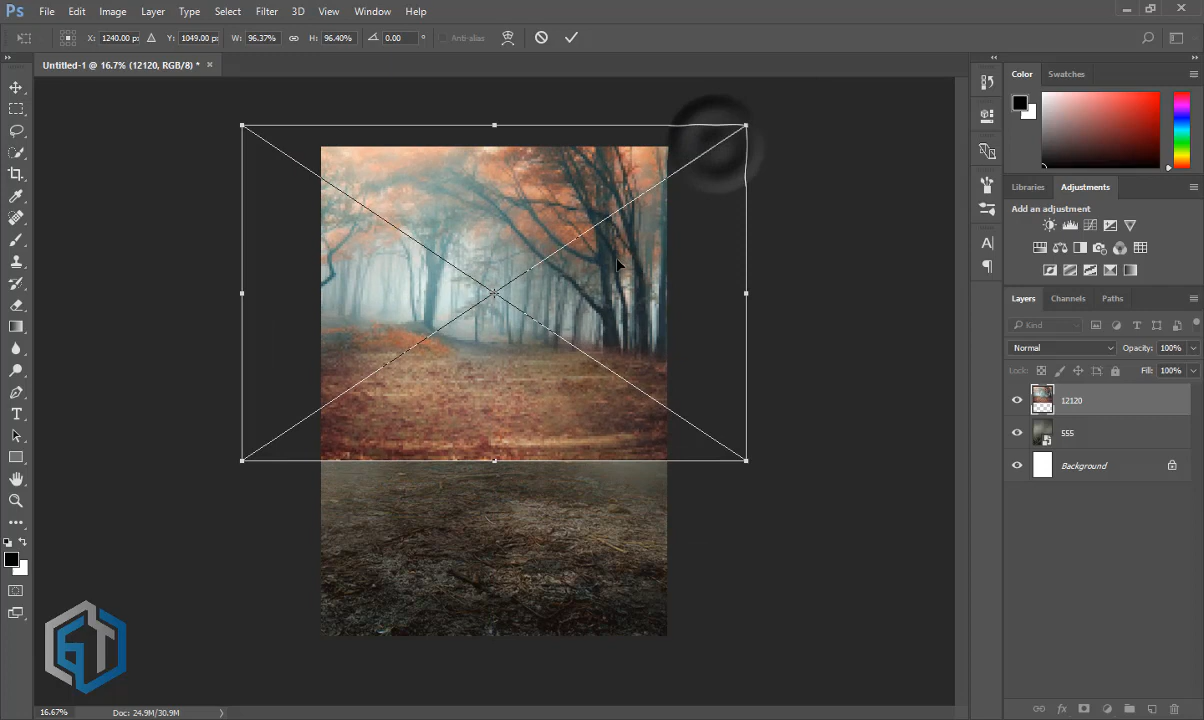 Ps File Edit Image Layer Type Select Filter 3D View Window Help
X: 1240.00 px Y: 1049.00 px W: 96.37% H: 96.40% 0.00 ° Anti-alias
Untitled-1 @ 16.7% (12120, RGB/8) * ×
Color Swatches
Libraries Adjustments
Add an adjustment
Layers Channels Paths
Kind
Normal Opacity: 100%
Lock: Fill: 100%
12120
555
Background
16.67% Doc: 24.9M/30.9M